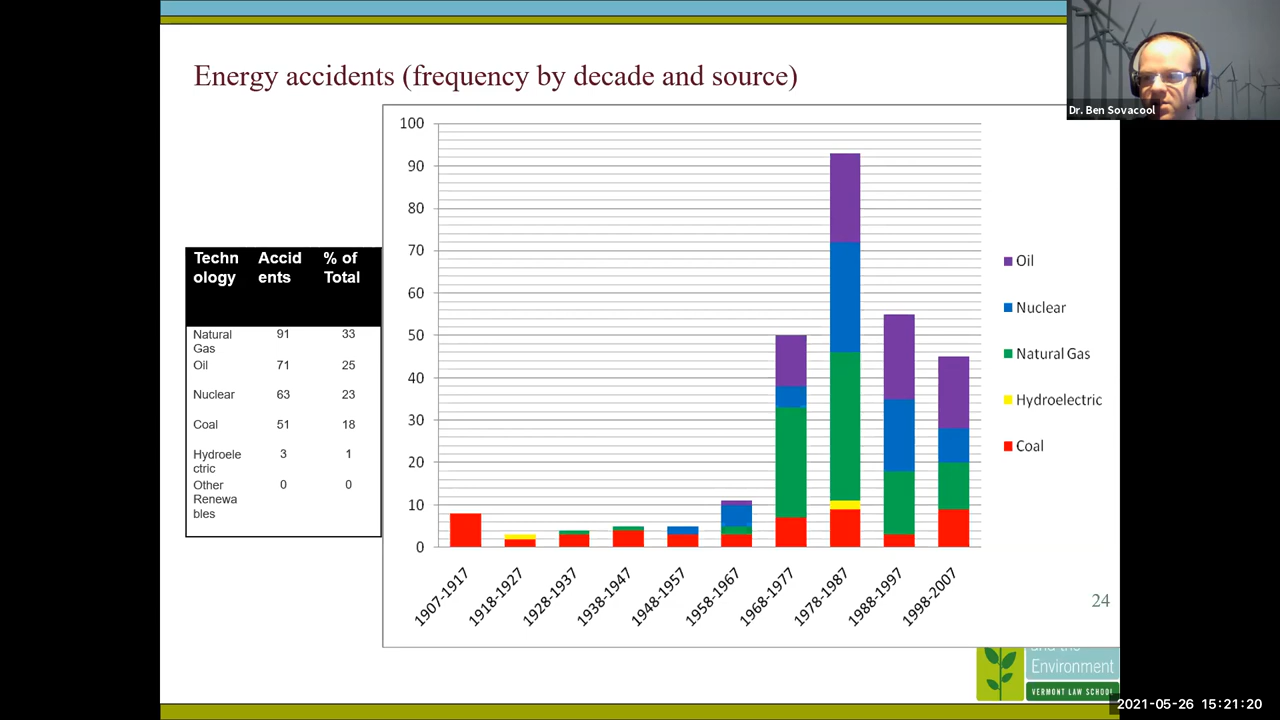 Energy accidents (frequency by decade and source)
Dr. Ben Sovacool
Techn
ology
Accid
ents
% of
Total
Natural
Gas
91
33
Oil
71
25
Nuclear
63
23
Coal
51
18
Hydroele
ctric
3
1
Other
Renewa
bles
0
0
100
90
80
70
60
50
40
30
20
10
0
1907-1917
1918-1927
1928-1937
1938-1947
1948-1957
1958-1967
1968-1977
1978-1987
1988-1997
1998-2007
Oil
Nuclear
Natural Gas
Hydroelectric
Coal
24
and the
Environment
VERMONT LAW SCHOOL
2021-05-26 15:21:20